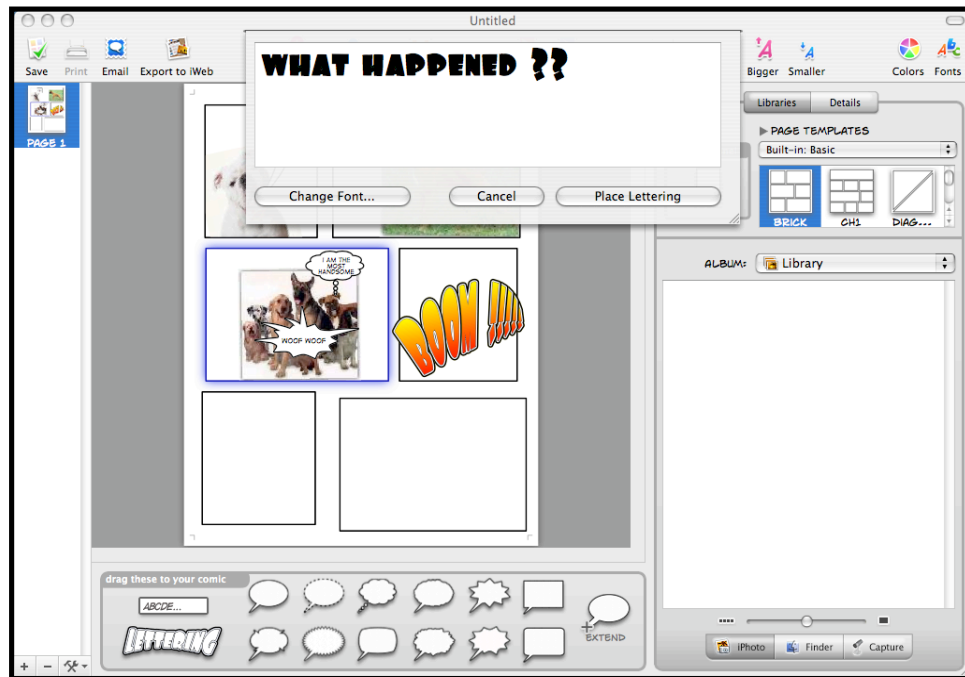 Untitled
Save Print Email Export to iWeb
Bigger Smaller Colors Fonts
WHAT HAPPENED ??
Change Font... Cancel Place Lettering
PAGE 1
Libraries Details
PAGE TEMPLATES
Built-in: Basic
BRICK CH1 DIAG...
I AM THE
MOST
HANDSOME
WOOF WOOF
BOOM !!!!!
ALBUM: Library
drag these to your comic
ABCDE...
LETTERING
EXTEND
iPhoto Finder Capture